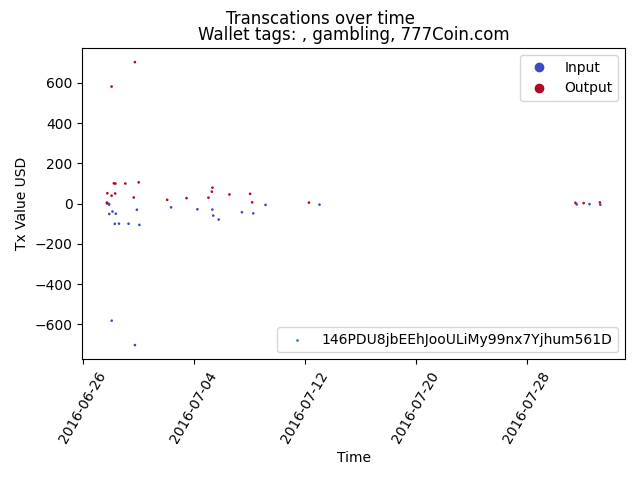 Transcations over time
Wallet tags: , gambling, 777Coin.com
Input
Output
Tx Value USD
600
400
200
0
−200
−400
−600
146PDU8jbEEhJooULiMy99nx7Yjhum561D
2016-06-26
2016-07-04
2016-07-12
2016-07-20
2016-07-28
Time